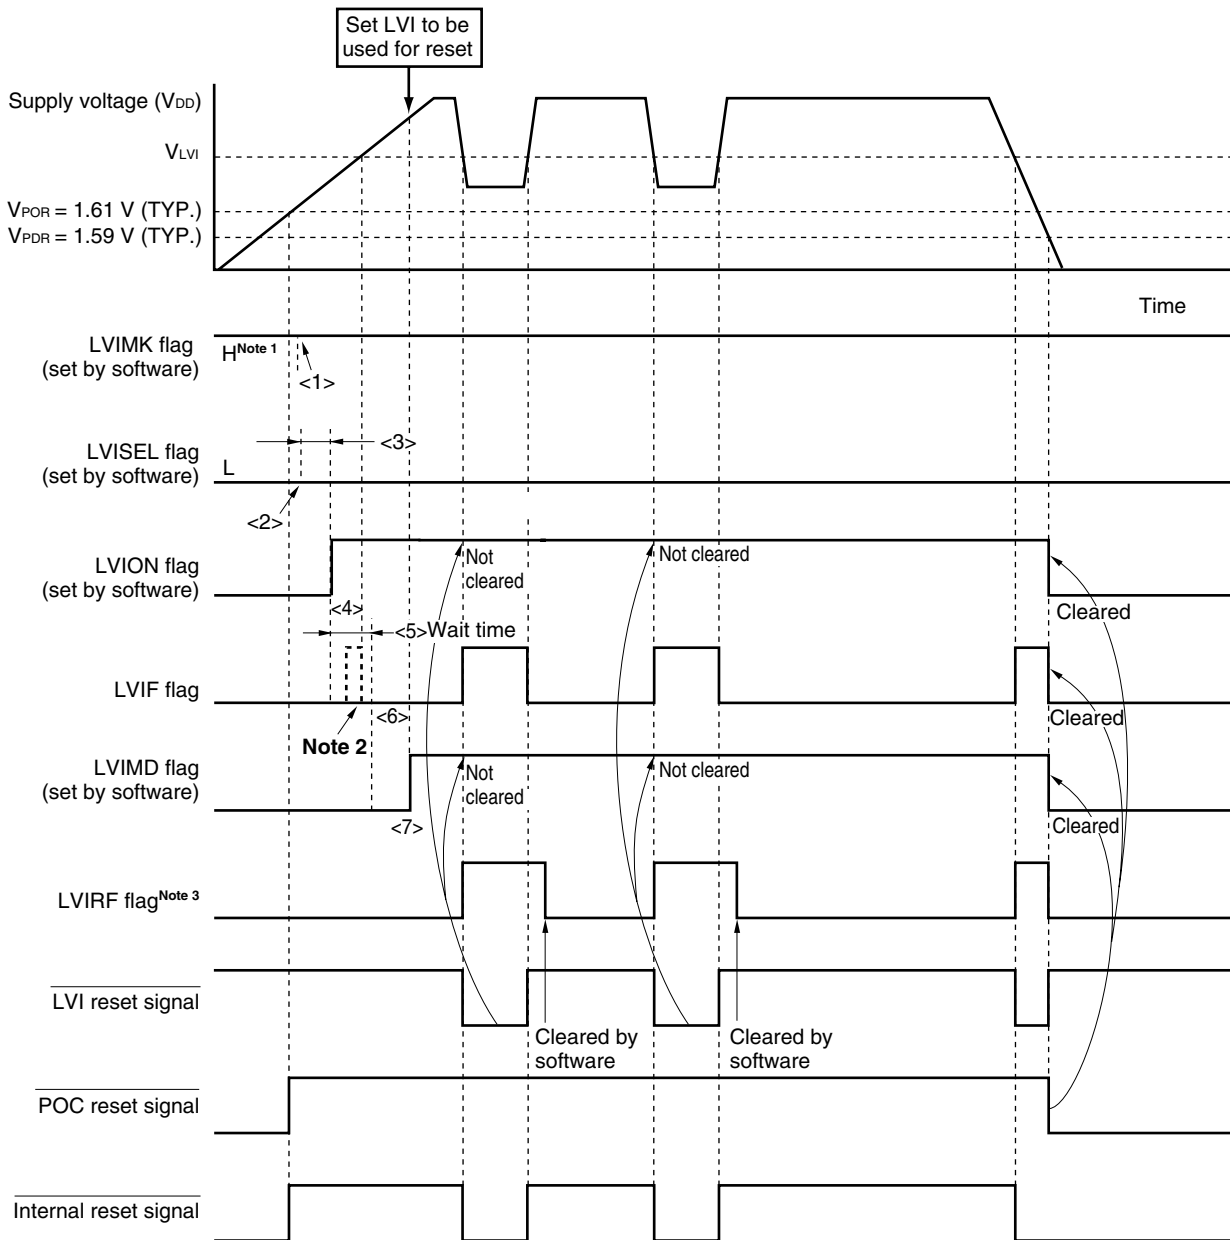 Set LVI to be
used for reset
Supply voltage (VDD)
VLVI
VPOR = 1.61 V (TYP.)
VPDR = 1.59 V (TYP.)
Time
LVIMK flag
(set by software)
H Note 1
<1>
LVISEL flag
(set by software)
L
<3>
<2>
LVION flag
(set by software)
Not
cleared
Not cleared
Cleared
<4>
<5> Wait time
LVIF flag
<6>
Note 2
Cleared
LVIMD flag
(set by software)
Not
cleared
Not cleared
Cleared
<7>
LVIRF flag Note 3
LVI reset signal
Cleared by
software
Cleared by
software
POC reset signal
Internal reset signal